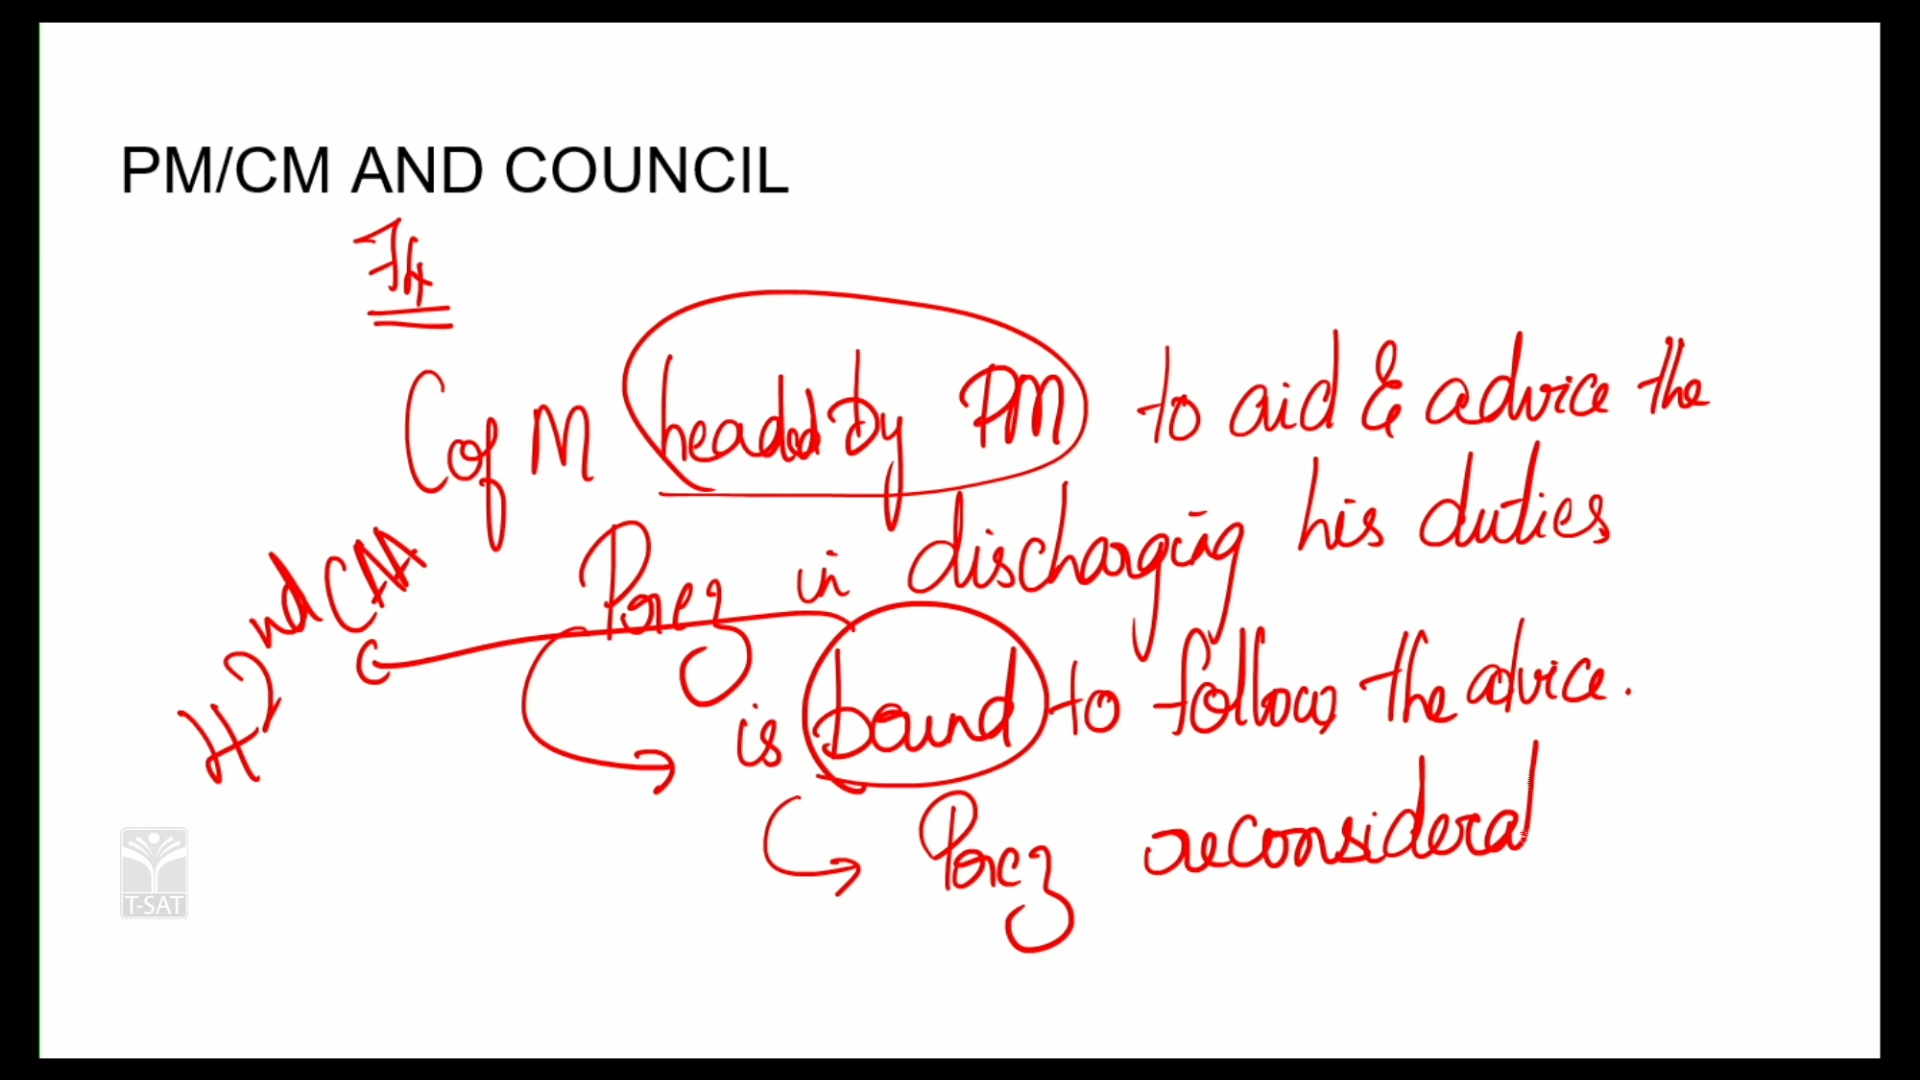 PM/CM AND COUNCIL
74
C of M headed by PM to aid & advice the
Prez in discharging his duties
42nd CAA
is bound to follow the advice.
Prez reconsidera
T-SAT